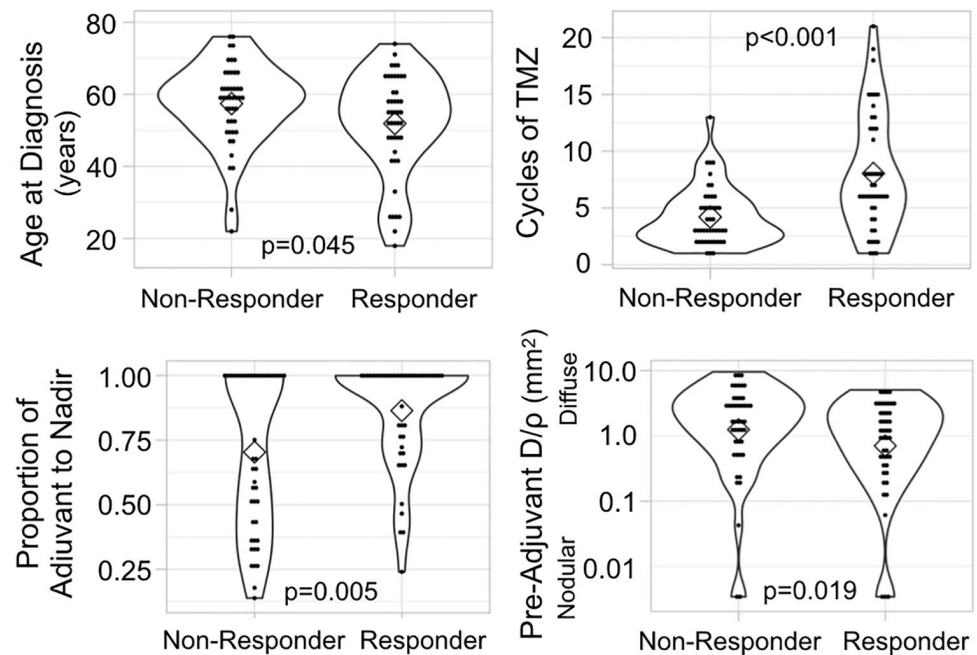 Age at Diagnosis
(years)
80
60
40
20
p=0.045
Non-Responder Responder
Cycles of TMZ
20
15
10
5
0
p<0.001
Non-Responder Responder
Proportion of
Adjuvant to Nadir
1.00
0.75
0.50
0.25
p=0.005
Non-Responder Responder
Pre-Adjuvant D/ρ (mm²)
Nodular Diffuse
10.0
1.0
0.1
0.01
p=0.019
Non-Responder Responder